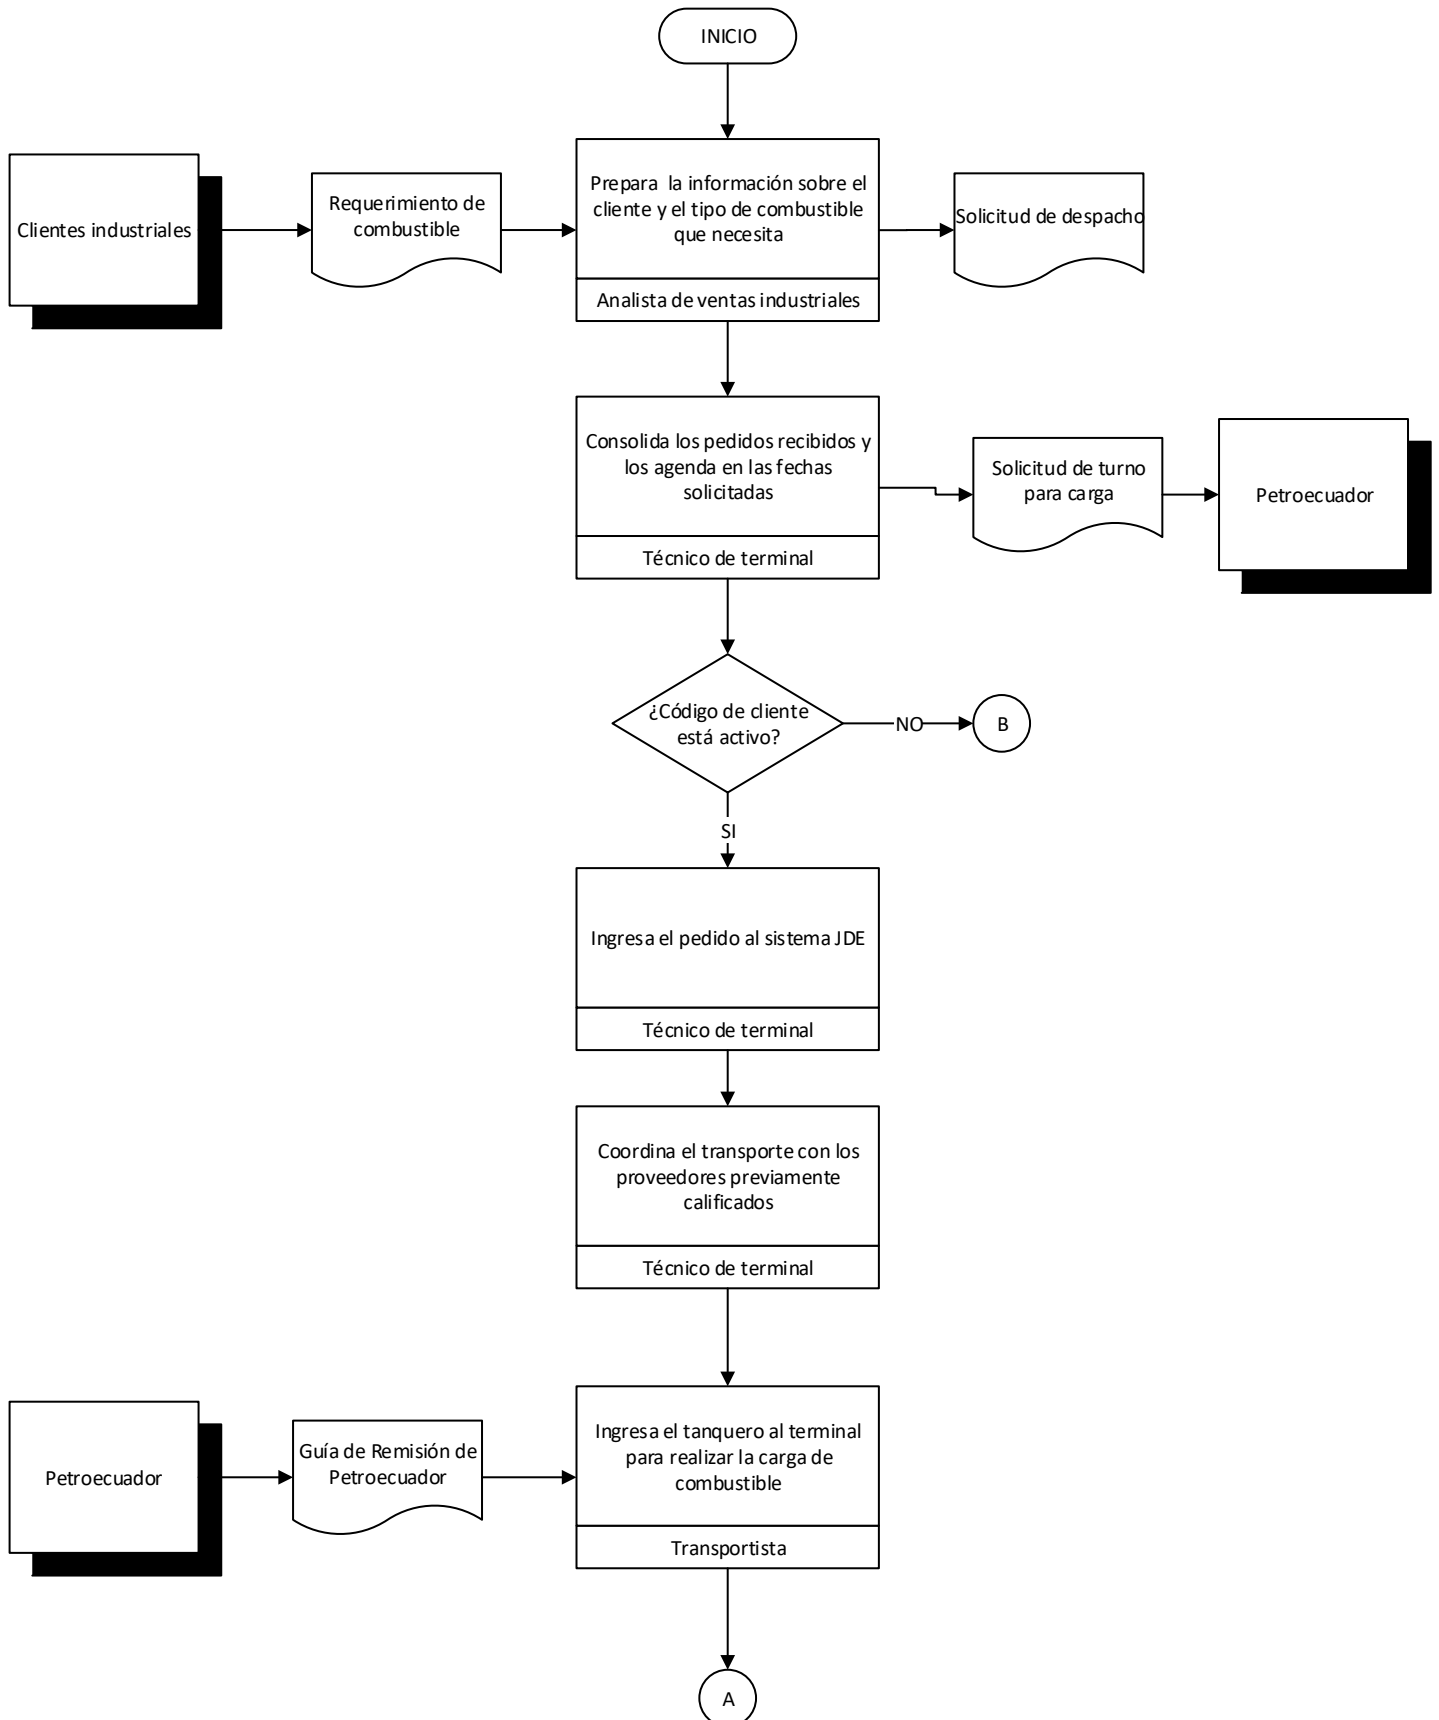 INICIO
Clientes industriales
Requerimiento de
combustible
Prepara la información sobre el
cliente y el tipo de combustible
que necesita
Analista de ventas industriales
Solicitud de despacho
Consolida los pedidos recibidos y
los agenda en las fechas
solicitadas
Técnico de terminal
Solicitud de turno
para carga
Petroecuador
¿Código de cliente
está activo?
NO
B
SI
Ingresa el pedido al sistema JDE
Técnico de terminal
Coordina el transporte con los
proveedores previamente
calificados
Técnico de terminal
Petroecuador
Guía de Remisión de
Petroecuador
Ingresa el tanquero al terminal
para realizar la carga de
combustible
Transportista
A